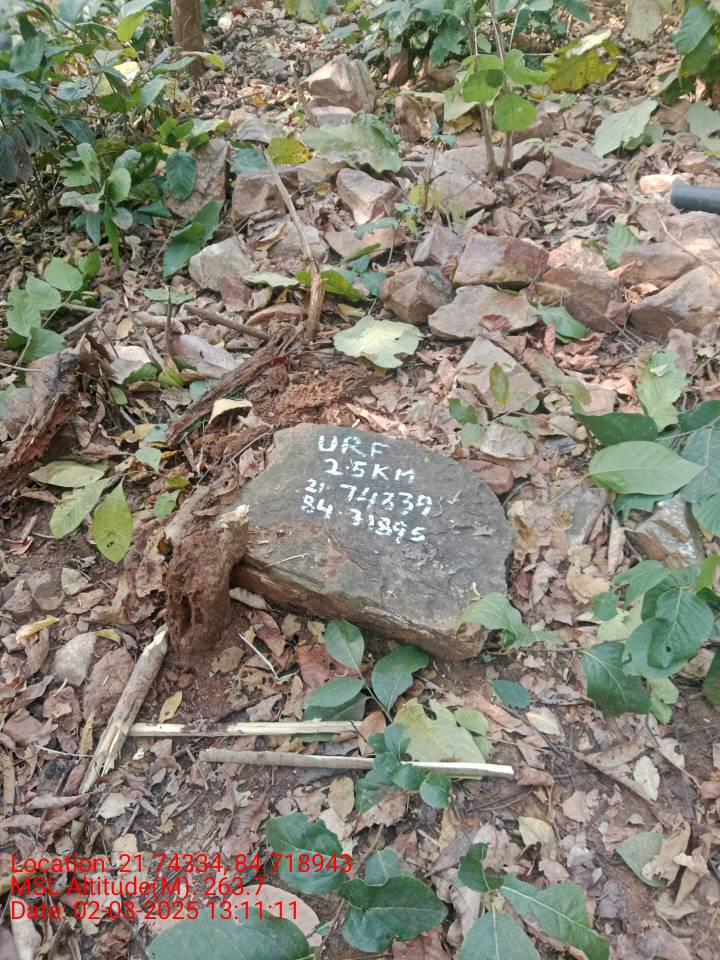 URF
2.5KM
21.74339
84.71895
Location: 21.74334, 84.718943
MSL Altitude(M): 263.7
Date: 02-03-2025 13:11:11